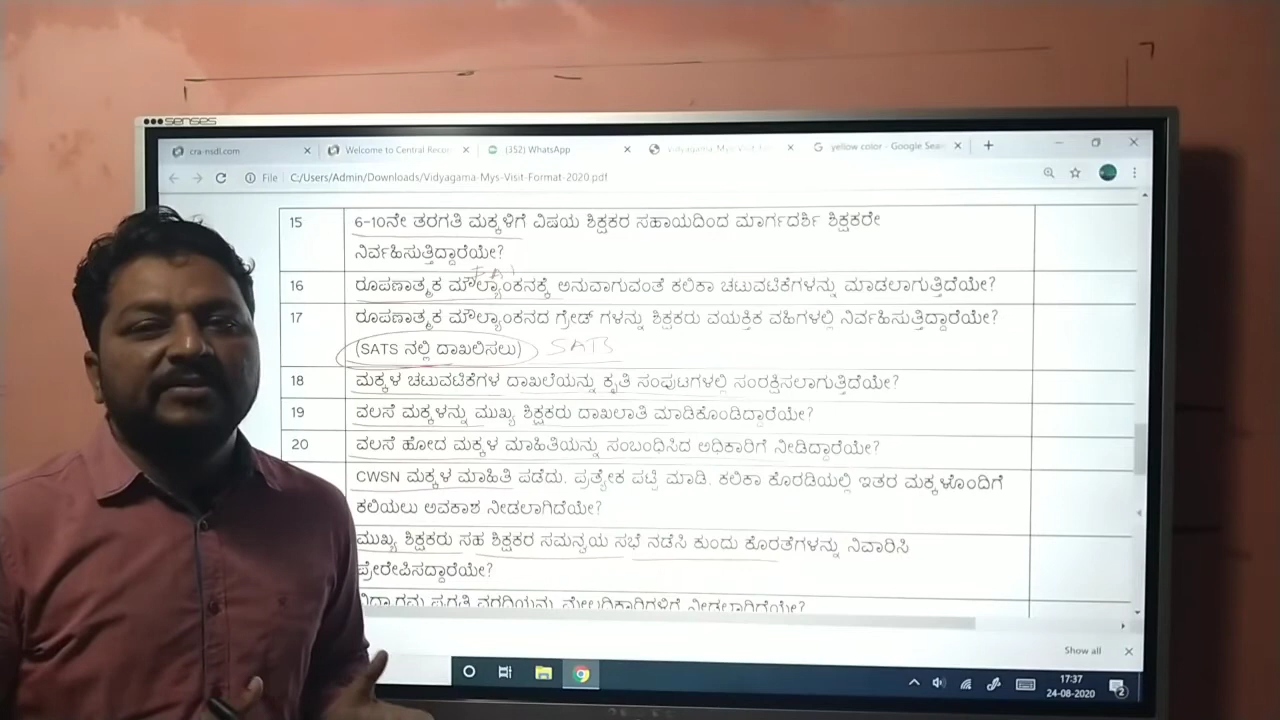 senses
cra-nsdl.com
Welcome to Central Recor
(352) WhatsApp
Vidyagama-Mys-Visit-For
yellow color - Google Sear
File C:/Users/Admin/Downloads/Vidyagama-Mys-Visit-Format-2020.pdf
15 6-10ನೇ ತರಗತಿ ಮಕ್ಕಳಿಗೆ ವಿಷಯ ಶಿಕ್ಷಕರ ಸಹಾಯದಿಂದ ಮಾರ್ಗದರ್ಶಿ ಶಿಕ್ಷಕರೇ
ನಿರ್ವಹಿಸುತ್ತಿದ್ದಾರೆಯೇ?
16 ರೂಪಣಾತ್ಮಕ ಮೌಲ್ಯಾಂಕನಕ್ಕೆ ಅನುವಾಗುವಂತೆ ಕಲಿಕಾ ಚಟುವಟಿಕೆಗಳನ್ನು ಮಾಡಲಾಗುತ್ತಿದೆಯೇ?
17 ರೂಪಣಾತ್ಮಕ ಮೌಲ್ಯಾಂಕನದ ಗ್ರೇಡ್ ಗಳನ್ನು ಶಿಕ್ಷಕರು ವಯಕ್ತಿಕ ವಹಿಗಳಲ್ಲಿ ನಿರ್ವಹಿಸುತ್ತಿದ್ದಾರೆಯೇ?
(SATS ನಲ್ಲಿ ದಾಖಲಿಸಲು) SATS
18 ಮಕ್ಕಳ ಚಟುವಟಿಕೆಗಳ ದಾಖಲೆಯನ್ನು ಕೃತಿ ಸಂಪುಟಗಳಲ್ಲಿ ಸಂರಕ್ಷಿಸಲಾಗುತ್ತಿದೆಯೇ?
19 ವಲಸೆ ಮಕ್ಕಳನ್ನು ಮುಖ್ಯ ಶಿಕ್ಷಕರು ದಾಖಲಾತಿ ಮಾಡಿಕೊಂಡಿದ್ದಾರೆಯೇ?
20 ವಲಸೆ ಹೋದ ಮಕ್ಕಳ ಮಾಹಿತಿಯನ್ನು ಸಂಬಂಧಿಸಿದ ಅಧಿಕಾರಿಗೆ ನೀಡಿದ್ದಾರೆಯೇ?
CWSN ಮಕ್ಕಳ ಮಾಹಿತಿ ಪಡೆದು. ಪ್ರತ್ಯೇಕ ಪಟ್ಟಿ ಮಾಡಿ. ಕಲಿಕಾ ಕೊಠಡಿಯಲ್ಲಿ ಇತರ ಮಕ್ಕಳೊಂದಿಗೆ
ಕಲಿಯಲು ಅವಕಾಶ ನೀಡಲಾಗಿದೆಯೇ?
ಮುಖ್ಯ ಶಿಕ್ಷಕರು ಸಹ ಶಿಕ್ಷಕರ ಸಮನ್ವಯ ಸಭೆ ನಡೆಸಿ ಕುಂದು ಕೊರತೆಗಳನ್ನು ನಿವಾರಿಸಿ
ಪ್ರೇರೇಪಿಸಿದ್ದಾರೆಯೇ?
Show all
17:37
24-08-2020
2